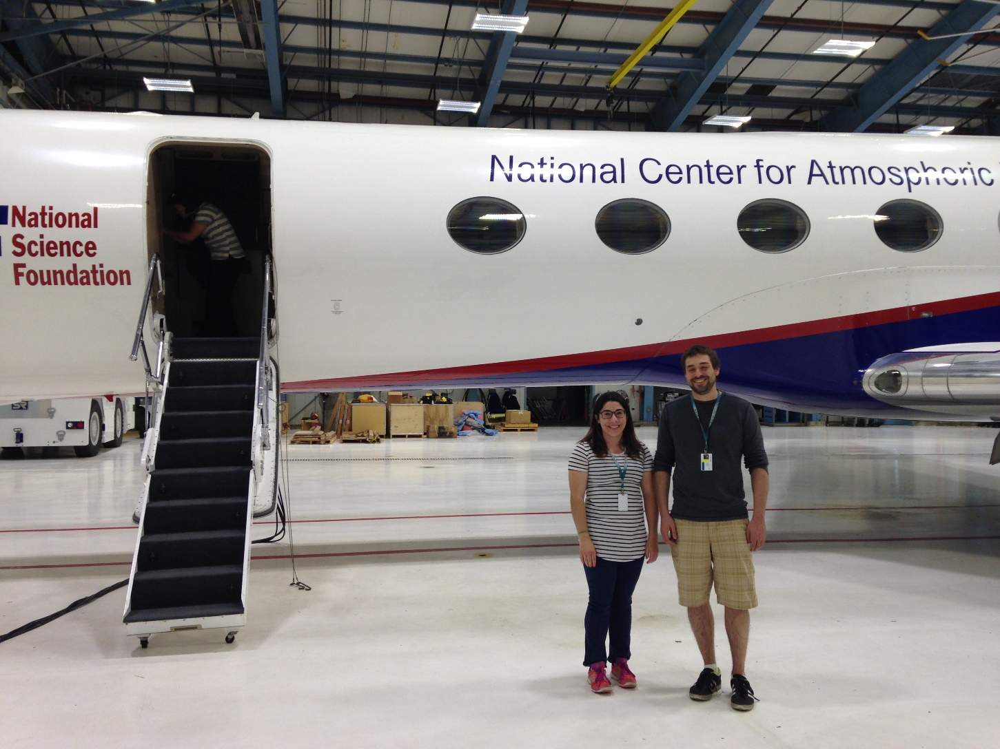 National Center for Atmospheric
National
Science
Foundation